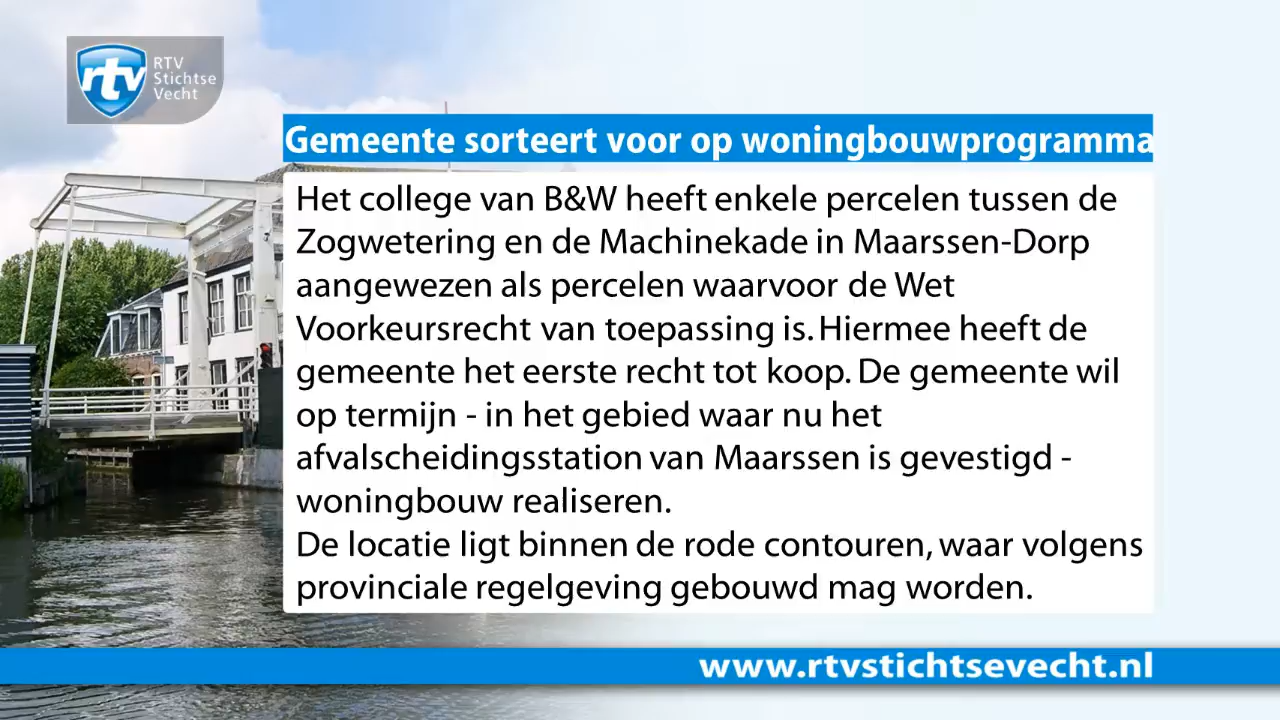 rtv
RTV
Stichtse
Vecht
Gemeente sorteert voor op woningbouwprogramma
Het college van B&W heeft enkele percelen tussen de
Zogwetering en de Machinekade in Maarssen-Dorp
aangewezen als percelen waarvoor de Wet
Voorkeursrecht van toepassing is. Hiermee heeft de
gemeente het eerste recht tot koop. De gemeente wil
op termijn - in het gebied waar nu het
afvalscheidingsstation van Maarssen is gevestigd -
woningbouw realiseren.
De locatie ligt binnen de rode contouren, waar volgens
provinciale regelgeving gebouwd mag worden.
www.rtvstichtsevecht.nl